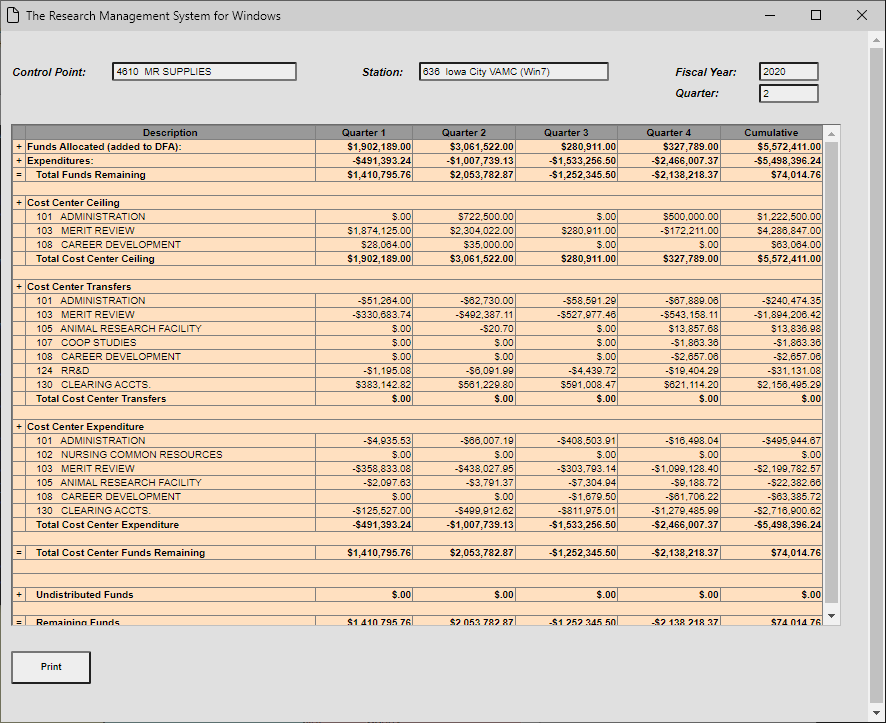 The Research Management System for Windows
Control Point: 4610 MR SUPPLIES Station: 636 Iowa City VAMC (Win7) Fiscal Year: 2020
Quarter: 2
Description Quarter 1 Quarter 2 Quarter 3 Quarter 4 Cumulative
+ Funds Allocated (added to DFA): $1,902,189.00 $3,061,522.00 $280,911.00 $327,789.00 $5,572,411.00
+ Expenditures: -$491,393.24 -$1,007,739.13 -$1,533,256.50 -$2,466,007.37 -$5,498,396.24
= Total Funds Remaining $1,410,795.76 $2,053,782.87 -$1,252,345.50 -$2,138,218.37 $74,014.76
+ Cost Center Ceiling
101 ADMINISTRATION $.00 $722,500.00 $.00 $500,000.00 $1,222,500.00
103 MERIT REVIEW $1,874,125.00 $2,304,022.00 $280,911.00 -$172,211.00 $4,286,847.00
108 CAREER DEVELOPMENT $28,064.00 $35,000.00 $.00 $.00 $63,064.00
Total Cost Center Ceiling $1,902,189.00 $3,061,522.00 $280,911.00 $327,789.00 $5,572,411.00
+ Cost Center Transfers
101 ADMINISTRATION -$51,264.00 -$62,730.00 -$58,591.29 -$67,889.06 -$240,474.35
103 MERIT REVIEW -$330,683.74 -$492,387.11 -$527,977.46 -$543,158.11 -$1,894,206.42
105 ANIMAL RESEARCH FACILITY $.00 -$20.70 $.00 $13,857.68 $13,836.98
107 COOP STUDIES $.00 $.00 $.00 -$1,863.36 -$1,863.36
108 CAREER DEVELOPMENT $.00 $.00 $.00 -$2,657.06 -$2,657.06
124 RR&D -$1,195.08 -$6,091.99 -$4,439.72 -$19,404.29 -$31,131.08
130 CLEARING ACCTS. $383,142.82 $561,229.80 $591,008.47 $621,114.20 $2,156,495.29
Total Cost Center Transfers $.00 $.00 $.00 $.00 $.00
+ Cost Center Expenditure
101 ADMINISTRATION -$4,935.53 -$66,007.19 -$408,503.91 -$16,498.04 -$495,944.67
102 NURSING COMMON RESOURCES $.00 $.00 $.00 $.00 $.00
103 MERIT REVIEW -$358,833.08 -$438,027.95 -$303,793.14 -$1,099,128.40 -$2,199,782.57
105 ANIMAL RESEARCH FACILITY -$2,097.63 -$3,791.37 -$7,304.94 -$9,188.72 -$22,382.66
108 CAREER DEVELOPMENT $.00 $.00 -$1,679.50 -$61,706.22 -$63,385.72
130 CLEARING ACCTS. -$125,527.00 -$499,912.62 -$811,975.01 -$1,279,485.99 -$2,716,900.62
Total Cost Center Expenditure -$491,393.24 -$1,007,739.13 -$1,533,256.50 -$2,466,007.37 -$5,498,396.24
= Total Cost Center Funds Remaining $1,410,795.76 $2,053,782.87 -$1,252,345.50 -$2,138,218.37 $74,014.76
+ Undistributed Funds $.00 $.00 $.00 $.00 $.00
= Remaining Funds $1,410,795.76 $2,053,782.87 -$1,252,345.50 -$2,138,218.37 $74,014.76
Print